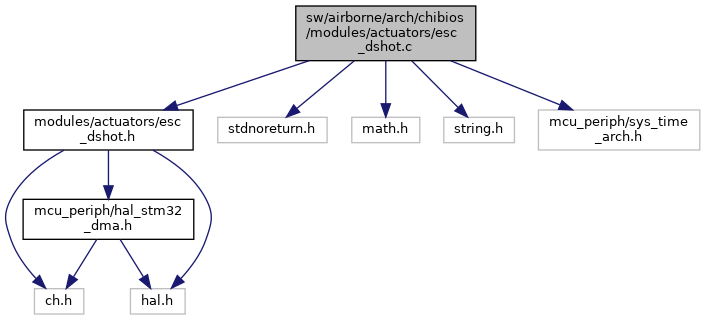 sw/airborne/arch/chibios
/modules/actuators/esc
_dshot.c
modules/actuators/esc
_dshot.h
stdnoreturn.h
math.h
string.h
mcu_periph/sys_time
_arch.h
mcu_periph/hal_stm32
_dma.h
ch.h
hal.h